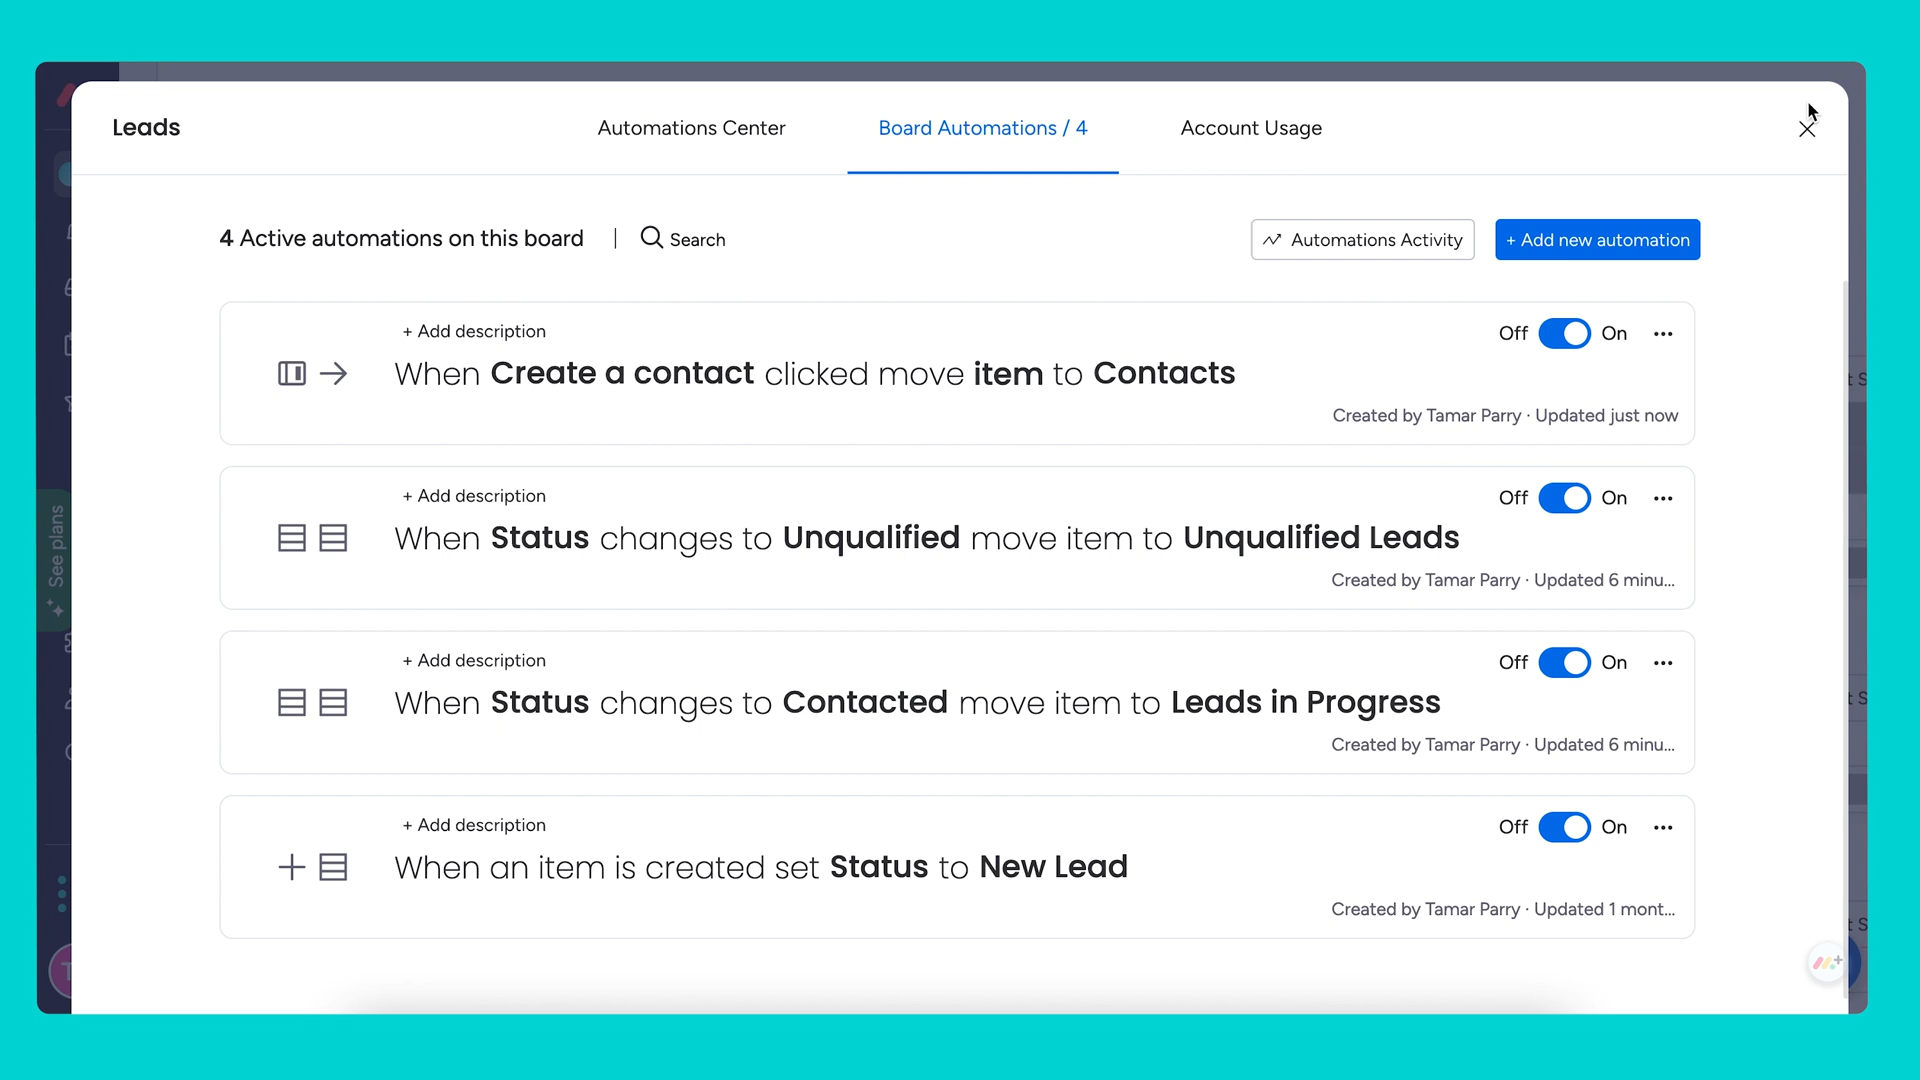 Leads
Automations Center
Board Automations / 4
Account Usage
4 Active automations on this board
Search
Automations Activity
+ Add new automation
+ Add description
Off On
When Create a contact clicked move item to Contacts
Created by Tamar Parry · Updated just now
+ Add description
Off On
When Status changes to Unqualified move item to Unqualified Leads
Created by Tamar Parry · Updated 6 minu...
See plans
+ Add description
Off On
When Status changes to Contacted move item to Leads in Progress
Created by Tamar Parry · Updated 6 minu...
+ Add description
Off On
When an item is created set Status to New Lead
Created by Tamar Parry · Updated 1 mont...